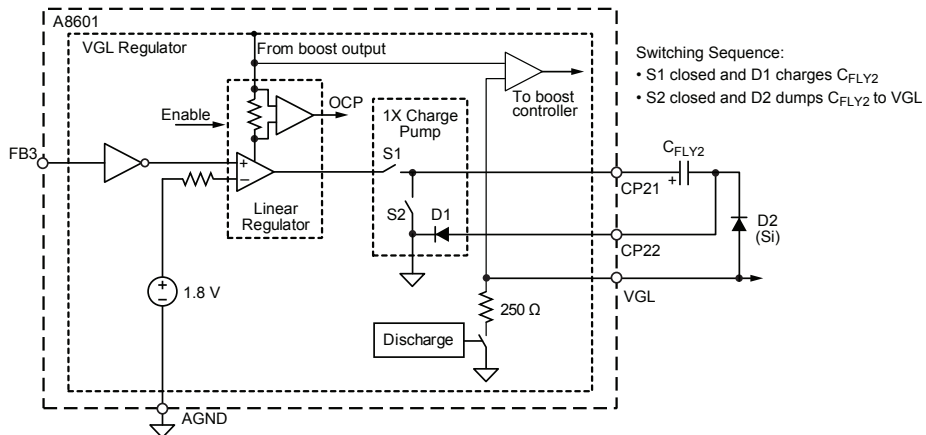 A8601
VGL Regulator
From boost output
Switching Sequence:
• S1 closed and D1 charges CFLY2
• S2 closed and D2 dumps CFLY2 to VGL
Enable
OCP
To boost
controller
1X Charge
Pump
FB3
+
−
S1
CFLY2
+
CP21
Linear
Regulator
S2
D1
D2
(Si)
CP22
VGL
1.8 V
+
−
250 Ω
Discharge
AGND